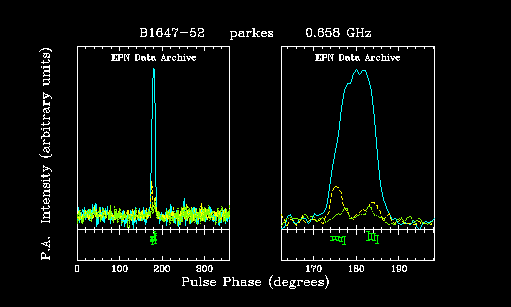 B1647-52 parkes 0.658 GHz
EPN Data Archive EPN Data Archive
P.A. Intensity (arbitrary units)
0 100 200 300 170 180 190
Pulse Phase (degrees)